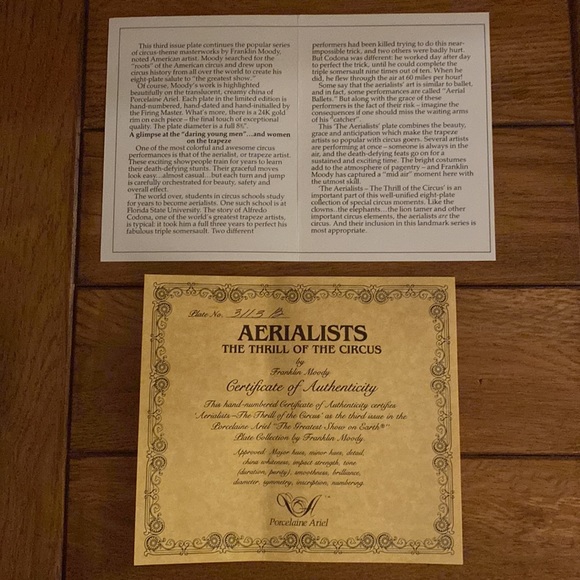 This third issue plate continues the popular series
of circus-theme masterworks by Franklin Moody,
noted American artist. Moody searched for the
"roots" of the American circus and drew upon
circus history from all over the world to create his
eight-plate salute to "the greatest show."
Of course, Moody's work is highlighted
beautifully on the translucent, creamy china of
Porcelaine Ariel. Each plate in the limited edition is
hand-numbered, hand-dated and hand-initialled by
the Firing Master. What's more, there is a 24K gold
rim on each piece – the final touch of exceptional
quality. The plate diameter is a full 8½".
A glimpse at the "daring young men"...and women
on the trapeze
One of the most colorful and awesome circus
performances is that of the aerialist, or trapeze artist.
These exciting show people train for years to learn
their death-defying stunts. Their graceful moves
look easy...almost casual...but each turn and jump
is carefully orchestrated for beauty, safety and
overall effect.
The world over, students in circus schools study
for years to become aerialists. One such school is at
Florida State University. The story of Alfredo
Codona, one of the world's greatest trapeze artists,
is typical: it took him a full three years to perfect his
fabulous triple somersault. Two different
performers had been killed trying to do this near-
impossible trick, and two others were badly hurt.
But Codona was different: he worked day after day
to perfect the trick, until he could complete the
triple somersault nine times out of ten. When he
did, he flew through the air at 60 miles per hour!
Some say that the aerialists' art is similar to ballet,
and in fact, some performances are called "Aerial
Ballets." But along with the grace of these
performers is the fact of their risk – imagine the
consequences if one should miss the waiting arms
of his "catcher".
This 'The Aerialists' plate combines the beauty,
grace and anticipation which make the trapeze
artists so popular with circus goers. Several artists
are performing at once – someone is always in the
air, and the death-defying feats go on for a
sustained and exciting time. The bright costumes
add to the atmosphere of pagentry – and Franklin
Moody has captured a "mid air" moment here with
the utmost skill.
'The Aerialists – The Thrill of the Circus' is an
important part of this well-unified eight-plate
collection of special circus moments. Like the
clowns..the elephants...the lion tamer and other
important circus elements, the aerialists are the
circus. And their inclusion in this landmark series is
most appropriate.
Plate No. 3113
AERIALISTS
THE THRILL OF THE CIRCUS
by
Franklin Moody
Certificate of Authenticity
This hand-numbered Certificate of Authenticity certifies
'Aerialists–The Thrill of the Circus' as the third issue in the
Porcelaine Ariel "The Greatest Show on Earth®"
Plate Collection by Franklin Moody.
Approved: Major hues, minor hues, detail,
china whiteness, impact strength, tone
(duration, purity), smoothness, brilliance,
diameter, symmetry, inscription, numbering.
Porcelaine Ariel